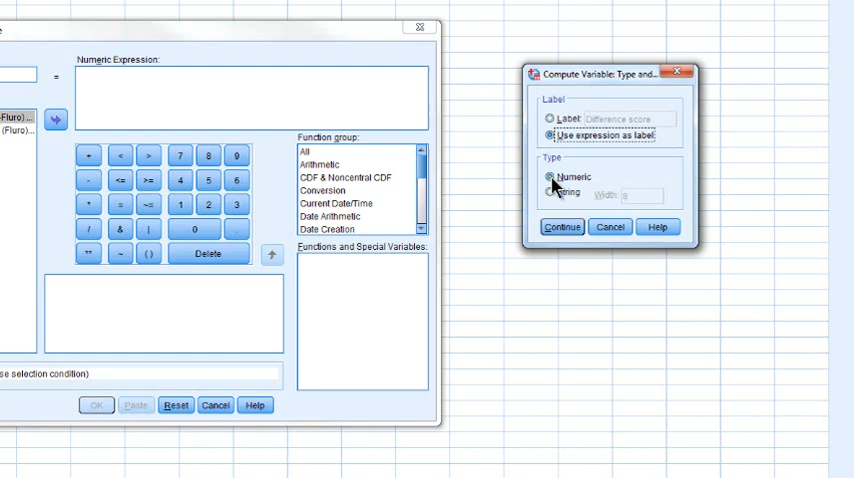 e
Numeric Expression:
=
-Fluro)...
(Fluro)...
+ < > 7 8 9
- <= >= 4 5 6
* = ~= 1 2 3
/ & | 0 .
** ~ ( ) Delete
Function group:
All
Arithmetic
CDF & Noncentral CDF
Conversion
Current Date/Time
Date Arithmetic
Date Creation
Functions and Special Variables:
se selection condition)
OK Paste Reset Cancel Help
Compute Variable: Type and...
Label
Label: Difference score
Use expression as label:
Type
Numeric
Width: 8
Continue Cancel Help